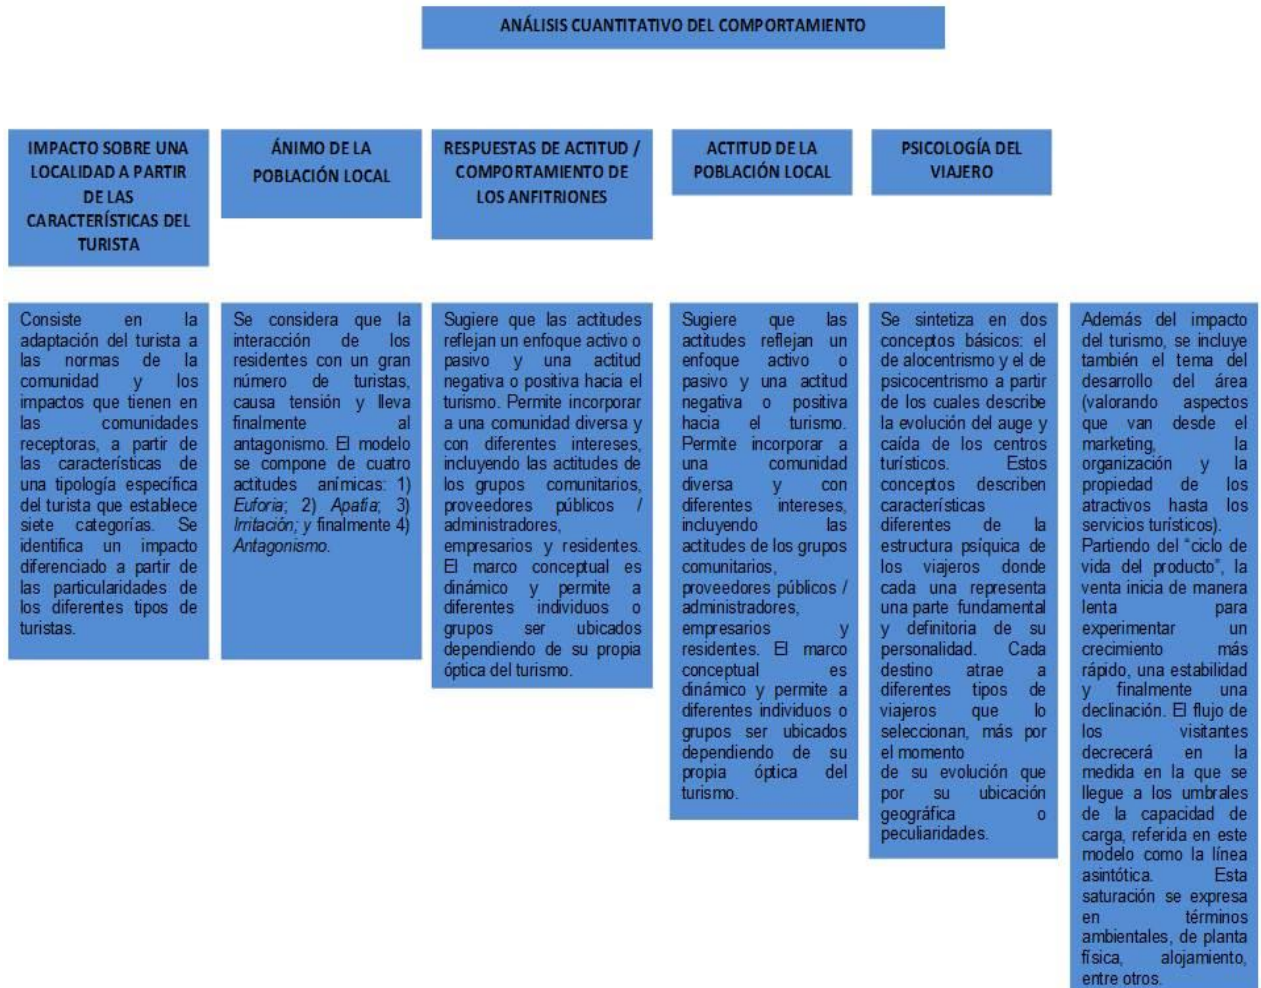 ANÁLISIS CUANTITATIVO DEL COMPORTAMIENTO
IMPACTO SOBRE UNA
LOCALIDAD A PARTIR
DE LAS
CARACTERÍSTICAS DEL
TURISTA
ÁNIMO DE LA
POBLACIÓN LOCAL
RESPUESTAS DE ACTITUD /
COMPORTAMIENTO DE
LOS ANFITRIONES
ACTITUD DE LA
POBLACIÓN LOCAL
PSICOLOGÍA DEL
VIAJERO
Consiste en la
adaptación del turista a
las normas de la
comunidad y los
impactos que tienen en
las comunidades
receptoras, a partir de
las características de
una tipología específica
del turista que establece
siete categorías. Se
identifica un impacto
diferenciado a partir de
las particularidades de
los diferentes tipos de
turistas.
Se considera que la
interacción de los
residentes con un gran
número de turistas,
causa tensión y lleva
finalmente al
antagonismo. El modelo
se compone de cuatro
actitudes anímicas: 1)
Euforia; 2) Apatía; 3)
Irritación; y finalmente 4)
Antagonismo.
Sugiere que las actitudes
reflejan un enfoque activo o
pasivo y una actitud
negativa o positiva hacia el
turismo. Permite incorporar
a una comunidad diversa y
con diferentes intereses,
incluyendo las actitudes de
los grupos comunitarios,
proveedores públicos /
administradores,
empresarios y residentes.
El marco conceptual es
dinámico y permite a
diferentes individuos o
grupos ser ubicados
dependiendo de su propia
óptica del turismo.
Sugiere que las
actitudes reflejan un
enfoque activo o
pasivo y una actitud
negativa o positiva
hacia el turismo.
Permite incorporar a
una comunidad
diversa y con
diferentes intereses,
incluyendo las
actitudes de los grupos
comunitarios,
proveedores públicos /
administradores,
empresarios y
residentes. El marco
conceptual es
dinámico y permite a
diferentes individuos o
grupos ser ubicados
dependiendo de su
propia óptica del
turismo.
Se sintetiza en dos
conceptos básicos: el
de alocentrismo y el de
psicocentrismo a partir
de los cuales describe
la evolución del auge y
caída de los centros
turísticos. Estos
conceptos describen
características
diferentes de la
estructura psíquica de
los viajeros donde
cada una representa
una parte fundamental
y definitoria de su
personalidad. Cada
destino atrae a
diferentes tipos de
viajeros que lo
seleccionan, más por
el momento
de su evolución que
por su ubicación
geográfica o
peculiaridades.
Además del impacto
del turismo, se incluye
también el tema del
desarrollo del área
(valorando aspectos
que van desde el
marketing, la
organización y la
propiedad de los
atractivos hasta los
servicios turísticos).
Partiendo del “ciclo de
vida del producto”, la
venta inicia de manera
lenta para
experimentar un
crecimiento más
rápido, una estabilidad
y finalmente una
declinación. El flujo de
los visitantes
decrecerá en la
medida en la que se
llegue a los umbrales
de la capacidad de
carga, referida en este
modelo como la línea
asintótica. Esta
saturación se expresa
en términos
ambientales, de planta
física, alojamiento,
entre otros.